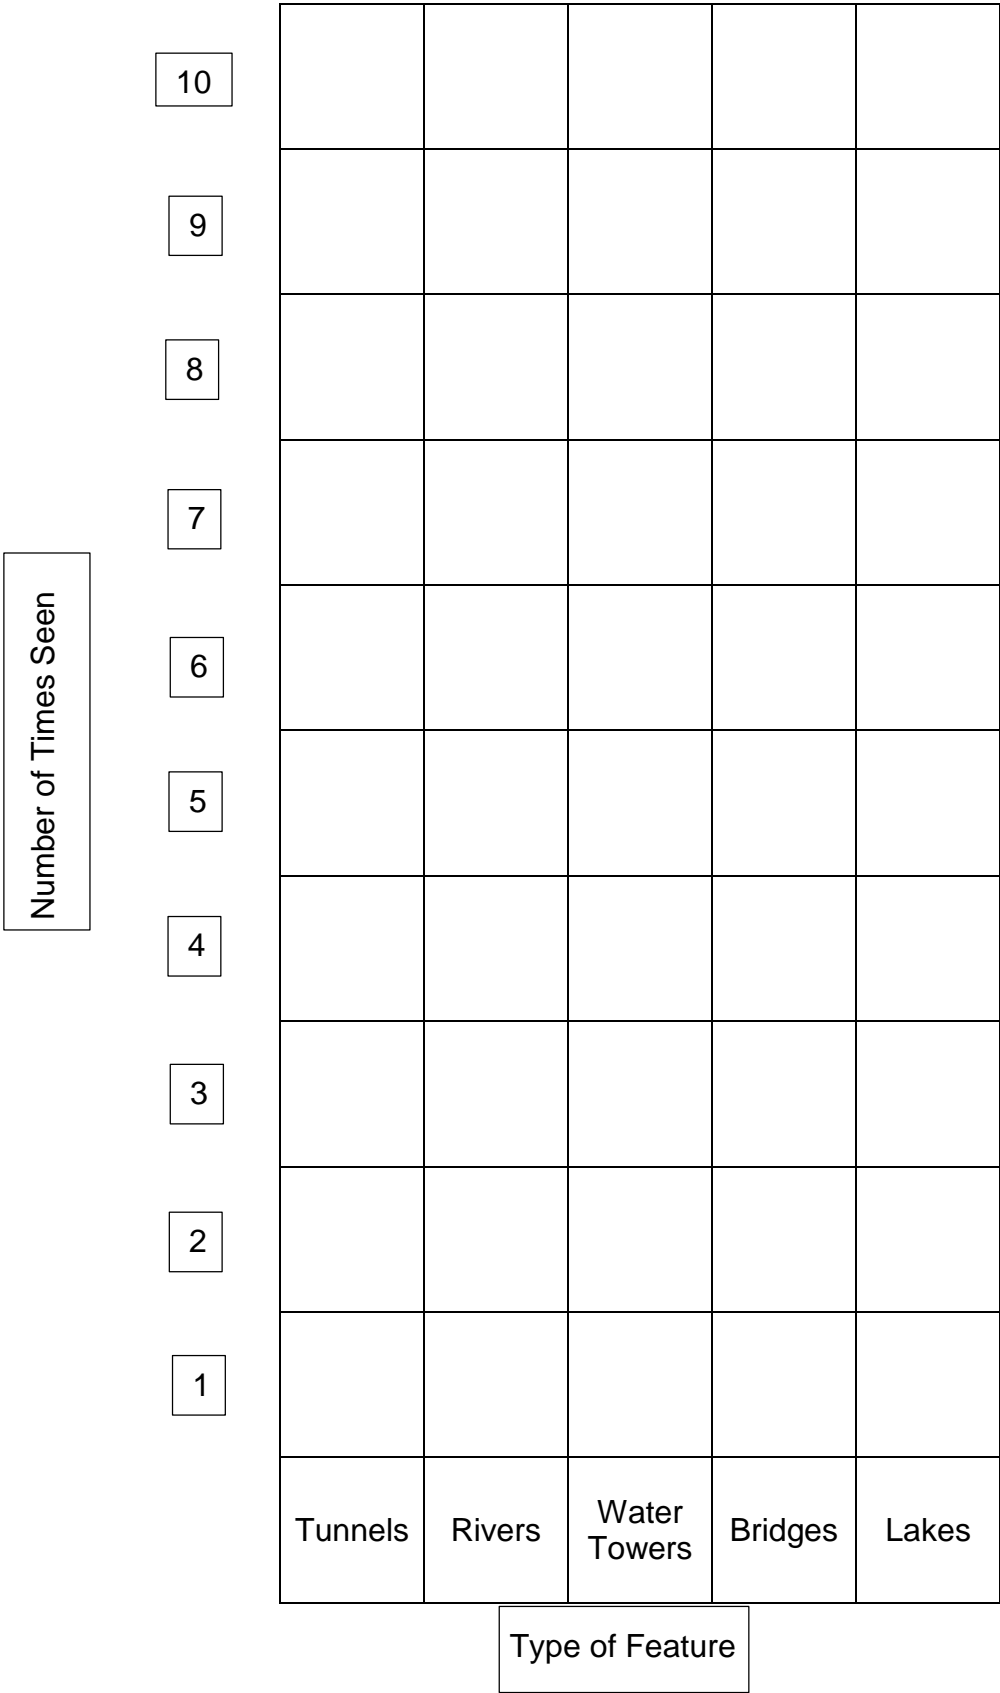 10
9
8
7
Number of Times Seen
6
5
4
3
2
1
Tunnels
Rivers
Water
Towers
Bridges
Lakes
Type of Feature